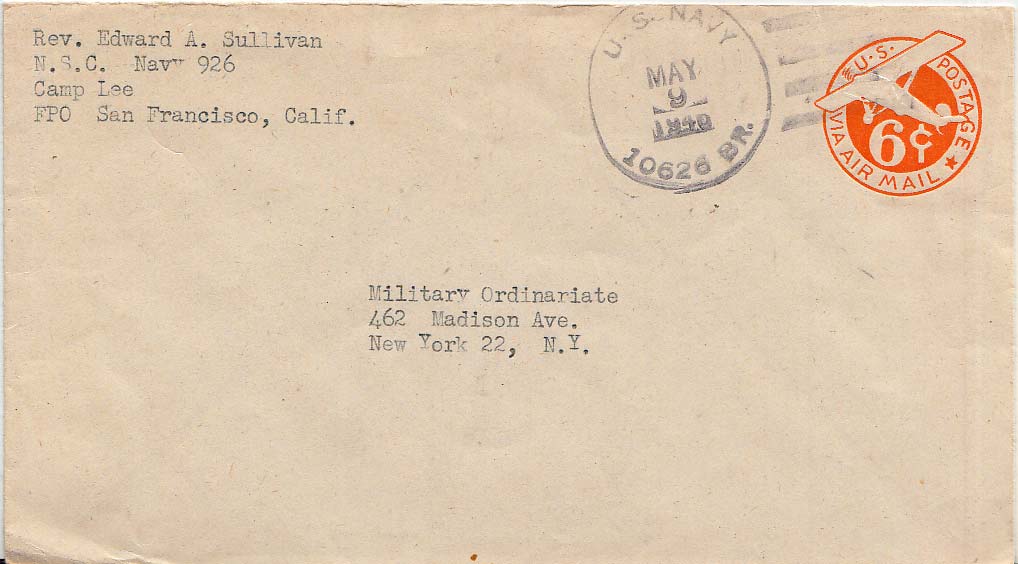 Rev. Edward A. Sullivan
N.S.C. Navy 926
Camp Lee
FPO San Francisco, Calif.
U.S. NAVY
MAY
9
10626 BR.
U.S. POSTAGE
6¢
VIA AIR MAIL
Military Ordinariate
462 Madison Ave.
New York 22, N.Y.